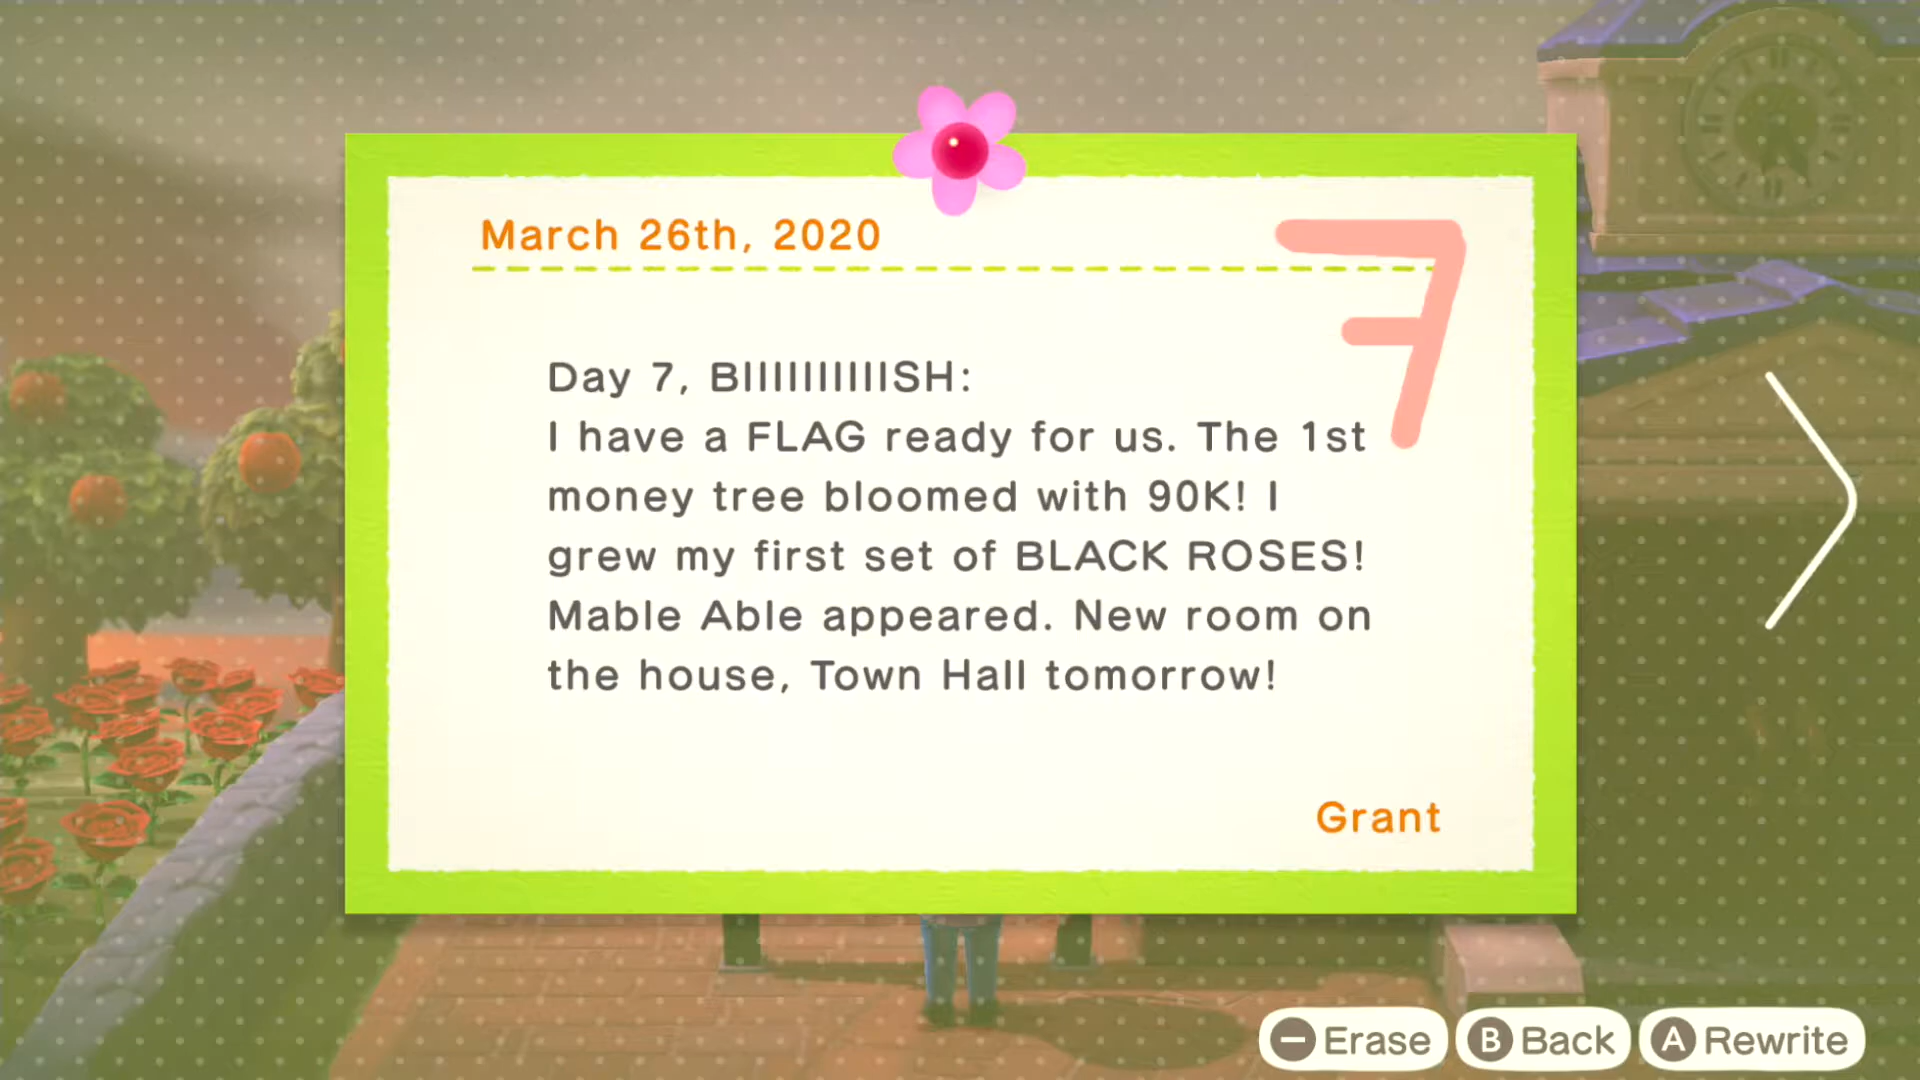 March 26th, 2020
7
Day 7, BIIIIIIIIIISH:
I have a FLAG ready for us. The 1st
money tree bloomed with 90K! I
grew my first set of BLACK ROSES!
Mable Able appeared. New room on
the house, Town Hall tomorrow!
Grant
Erase B Back A Rewrite